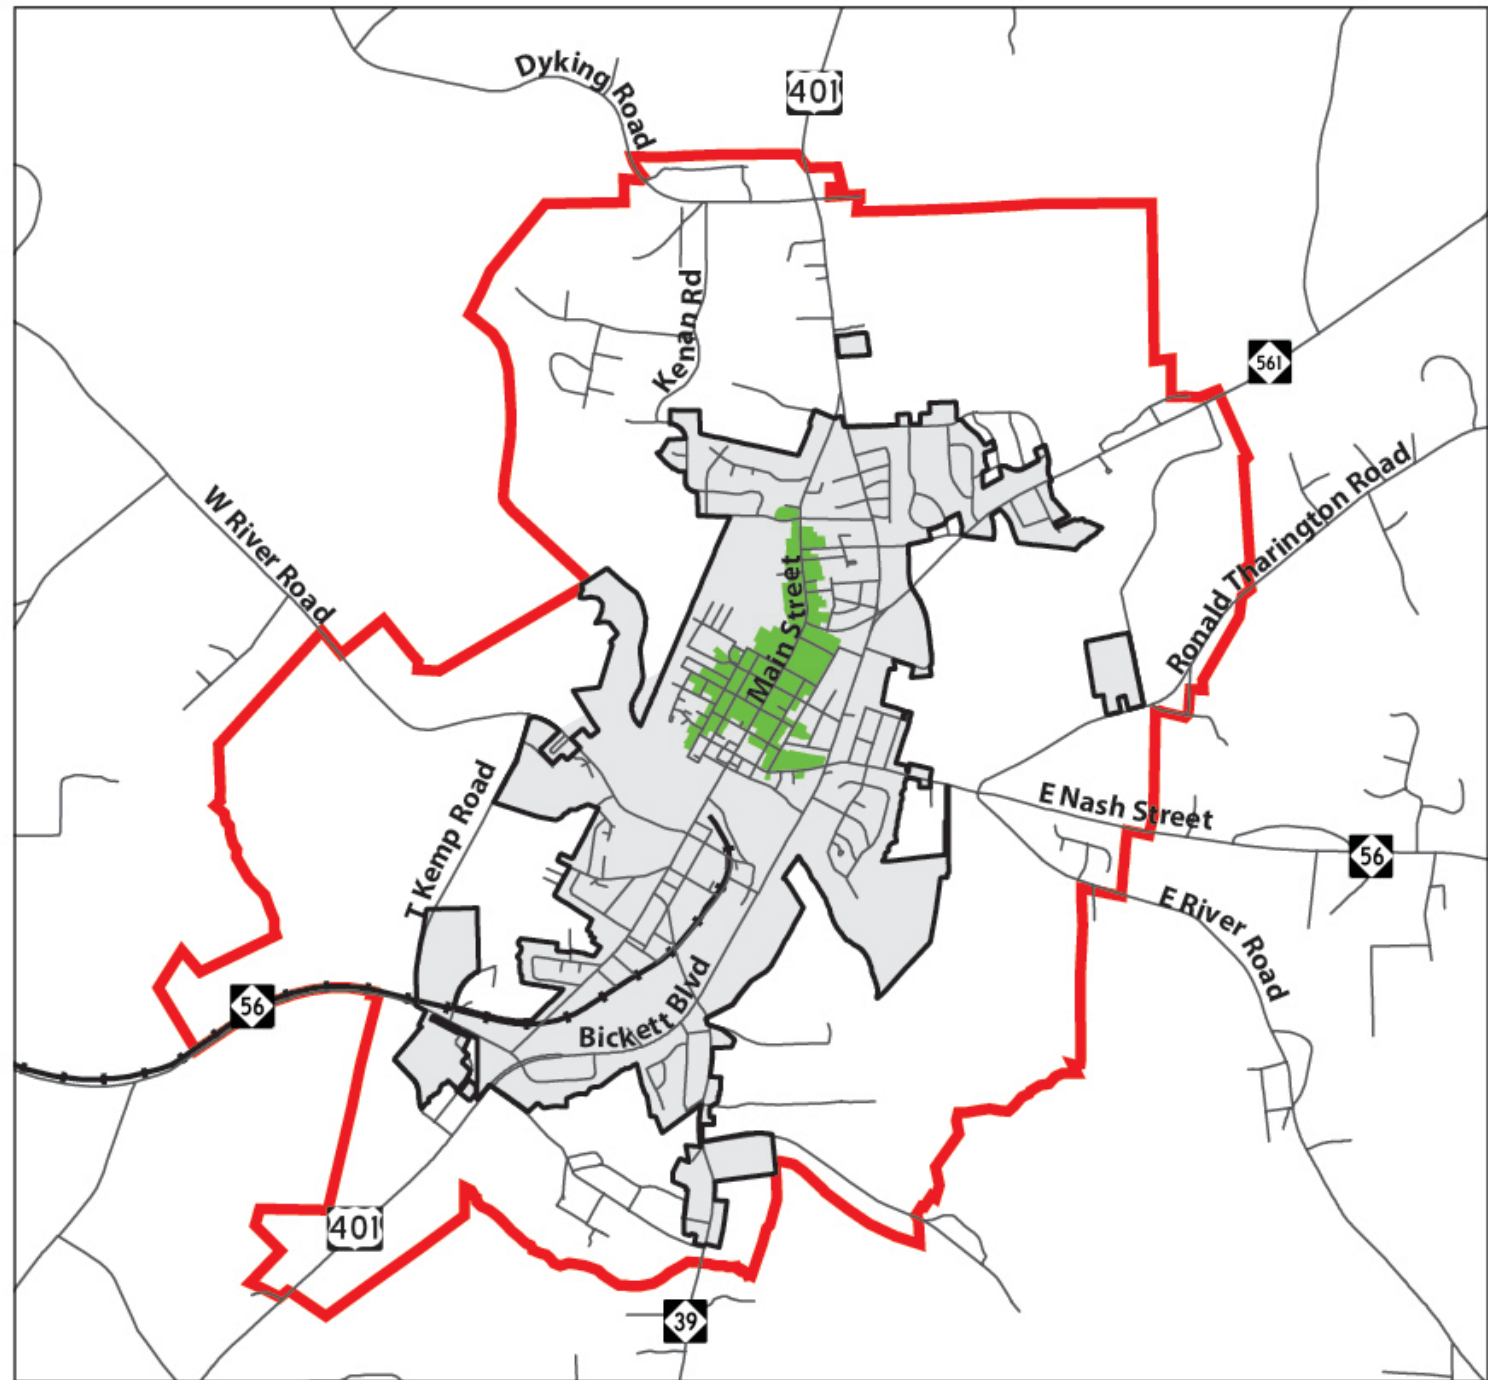 Dyking Road
401
Kenan Rd
561
W River Road
Ronald Tharington Road
Main Street
T Kemp Road
E Nash Street
56
E River Road
56
Bickett Blvd
401
39